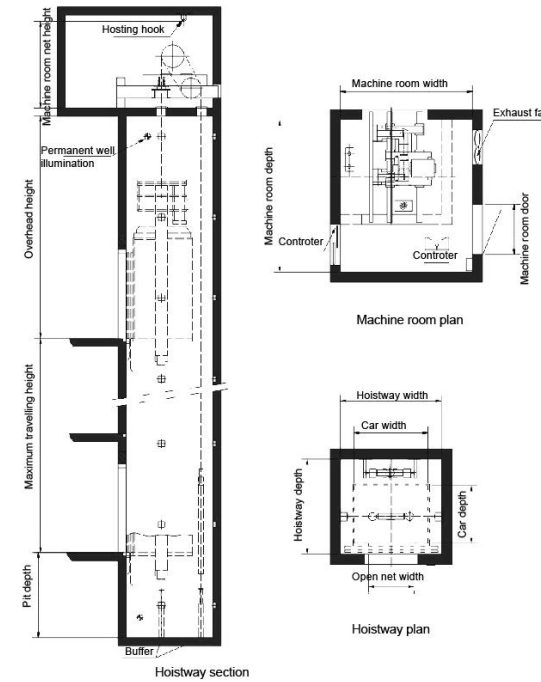 Hosting hook
Machine room net height
Permanent well
illumination
Overhead height
Maximum travelling height
Pit depth
Buffer
Hoistway section
Machine room width
Exhaust fa
Machine room depth
Controter
Controter
Machine room door
Machine room plan
Hoistway width
Car width
Hoistway depth
Car depth
Open net width
Hoistway plan